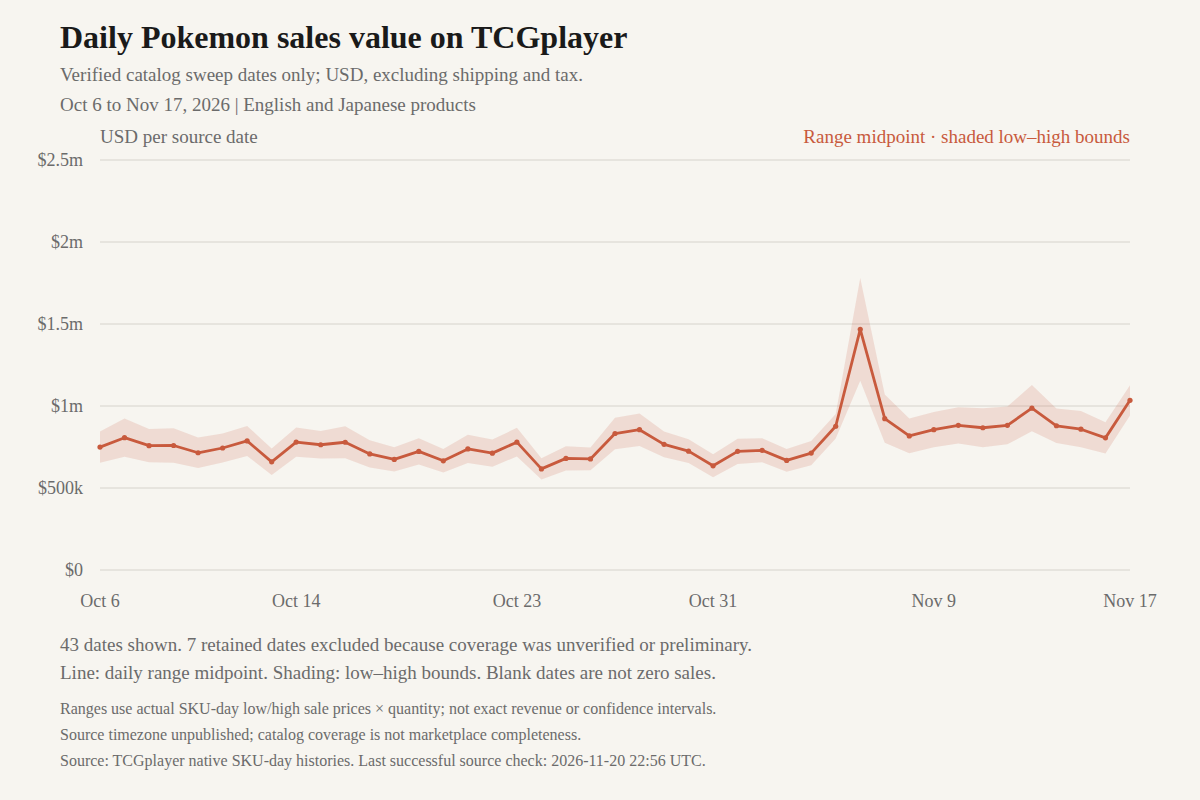 Daily Pokemon sales value on TCGplayer
Verified catalog sweep dates only; USD, excluding shipping and tax.
Oct 6 to Nov 17, 2026 | English and Japanese products
USD per source date
Range midpoint · shaded low–high bounds
$2.5m
$2m
$1.5m
$1m
$500k
$0
Oct 6
Oct 14
Oct 23
Oct 31
Nov 9
Nov 17
43 dates shown. 7 retained dates excluded because coverage was unverified or preliminary.
Line: daily range midpoint. Shading: low–high bounds. Blank dates are not zero sales.
Ranges use actual SKU-day low/high sale prices × quantity; not exact revenue or confidence intervals.
Source timezone unpublished; catalog coverage is not marketplace completeness.
Source: TCGplayer native SKU-day histories. Last successful source check: 2026-11-20 22:56 UTC.